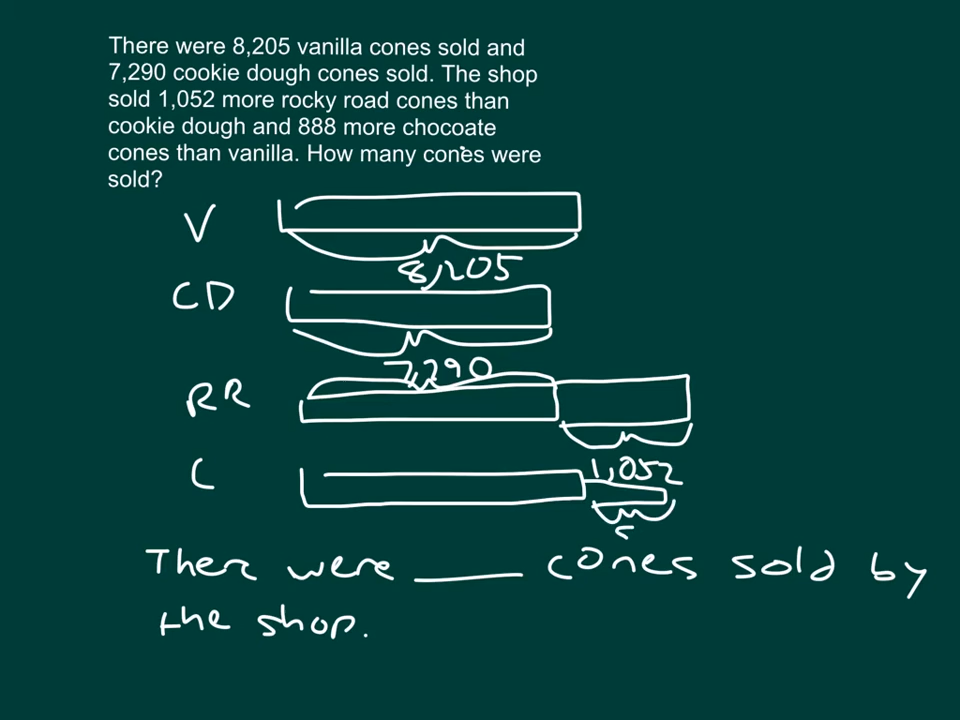 There were 8,205 vanilla cones sold and
7,290 cookie dough cones sold. The shop
sold 1,052 more rocky road cones than
cookie dough and 888 more chocoate
cones than vanilla. How many cones were
sold?
V
8,205
CD
7,290
RR
1,052
C
There were ____ cones sold by
the shop.